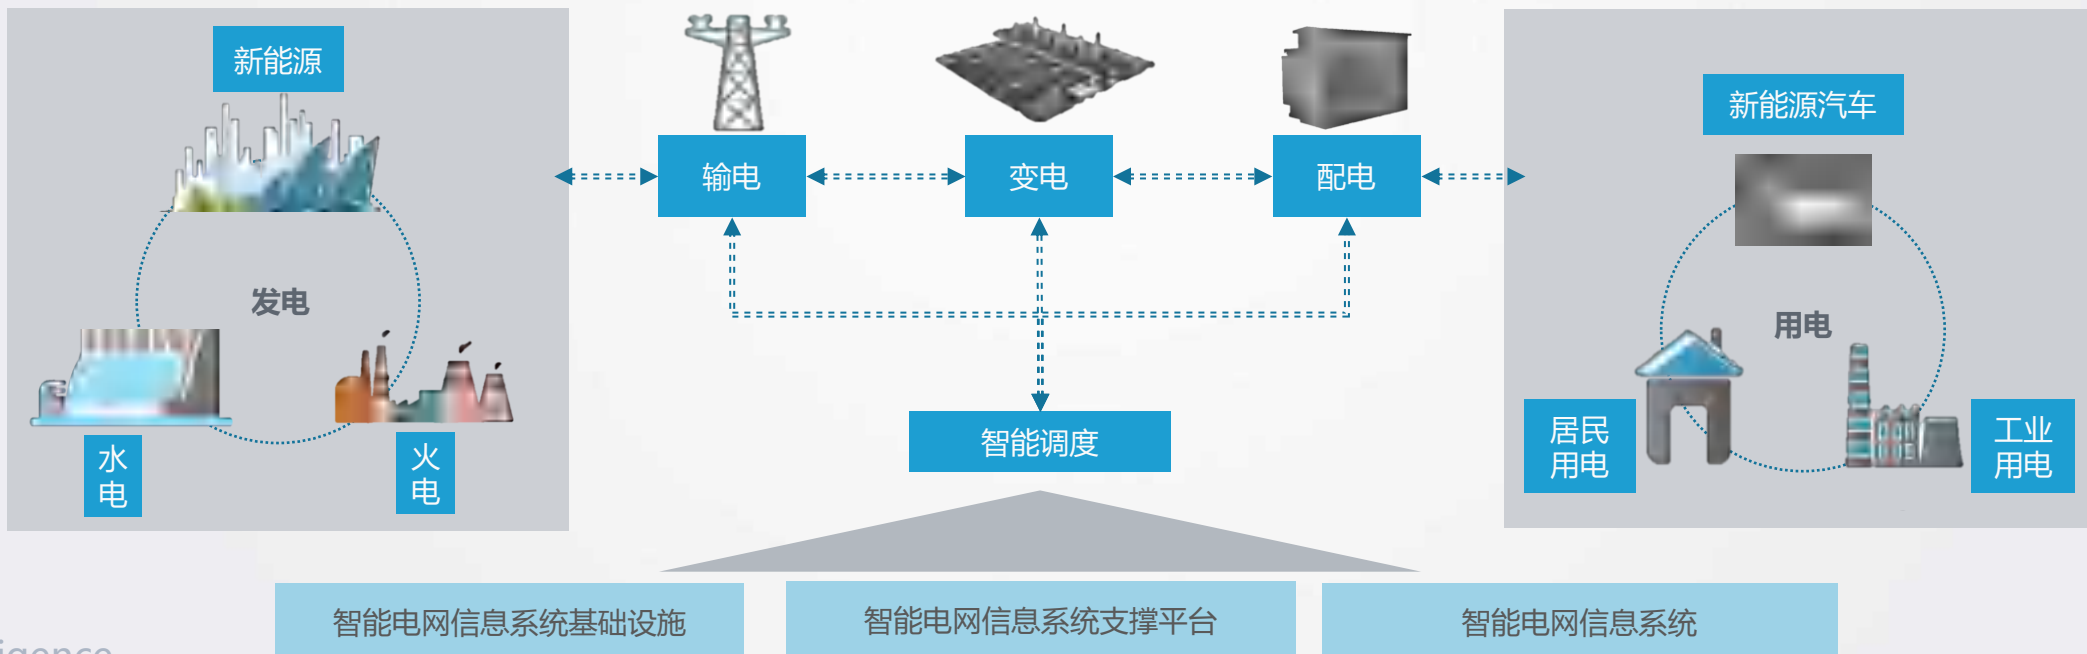 新能源
发电
水
电
火
电
输电
变电
配电
智能调度
新能源汽车
用电
居民
用电
工业
用电
智能电网信息系统基础设施
智能电网信息系统支撑平台
智能电网信息系统